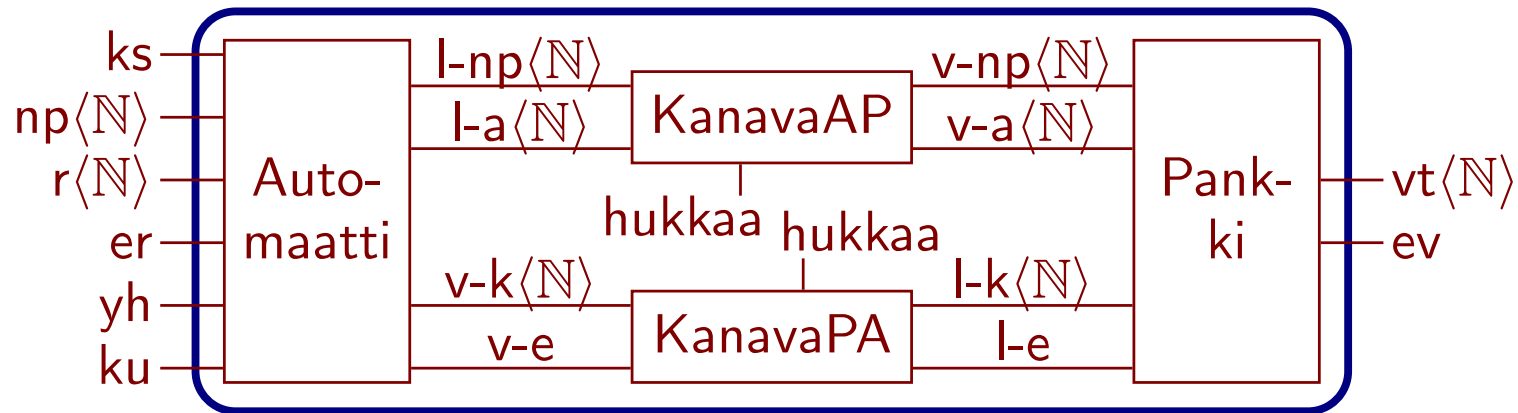 ks
np⟨ℕ⟩
r⟨ℕ⟩
er
yh
ku
Auto-
maatti
l-np⟨ℕ⟩
l-a⟨ℕ⟩
v-k⟨ℕ⟩
v-e
KanavaAP
hukkaa
hukkaa
KanavaPA
v-np⟨ℕ⟩
v-a⟨ℕ⟩
l-k⟨ℕ⟩
l-e
Pank-
ki
vt⟨ℕ⟩
ev